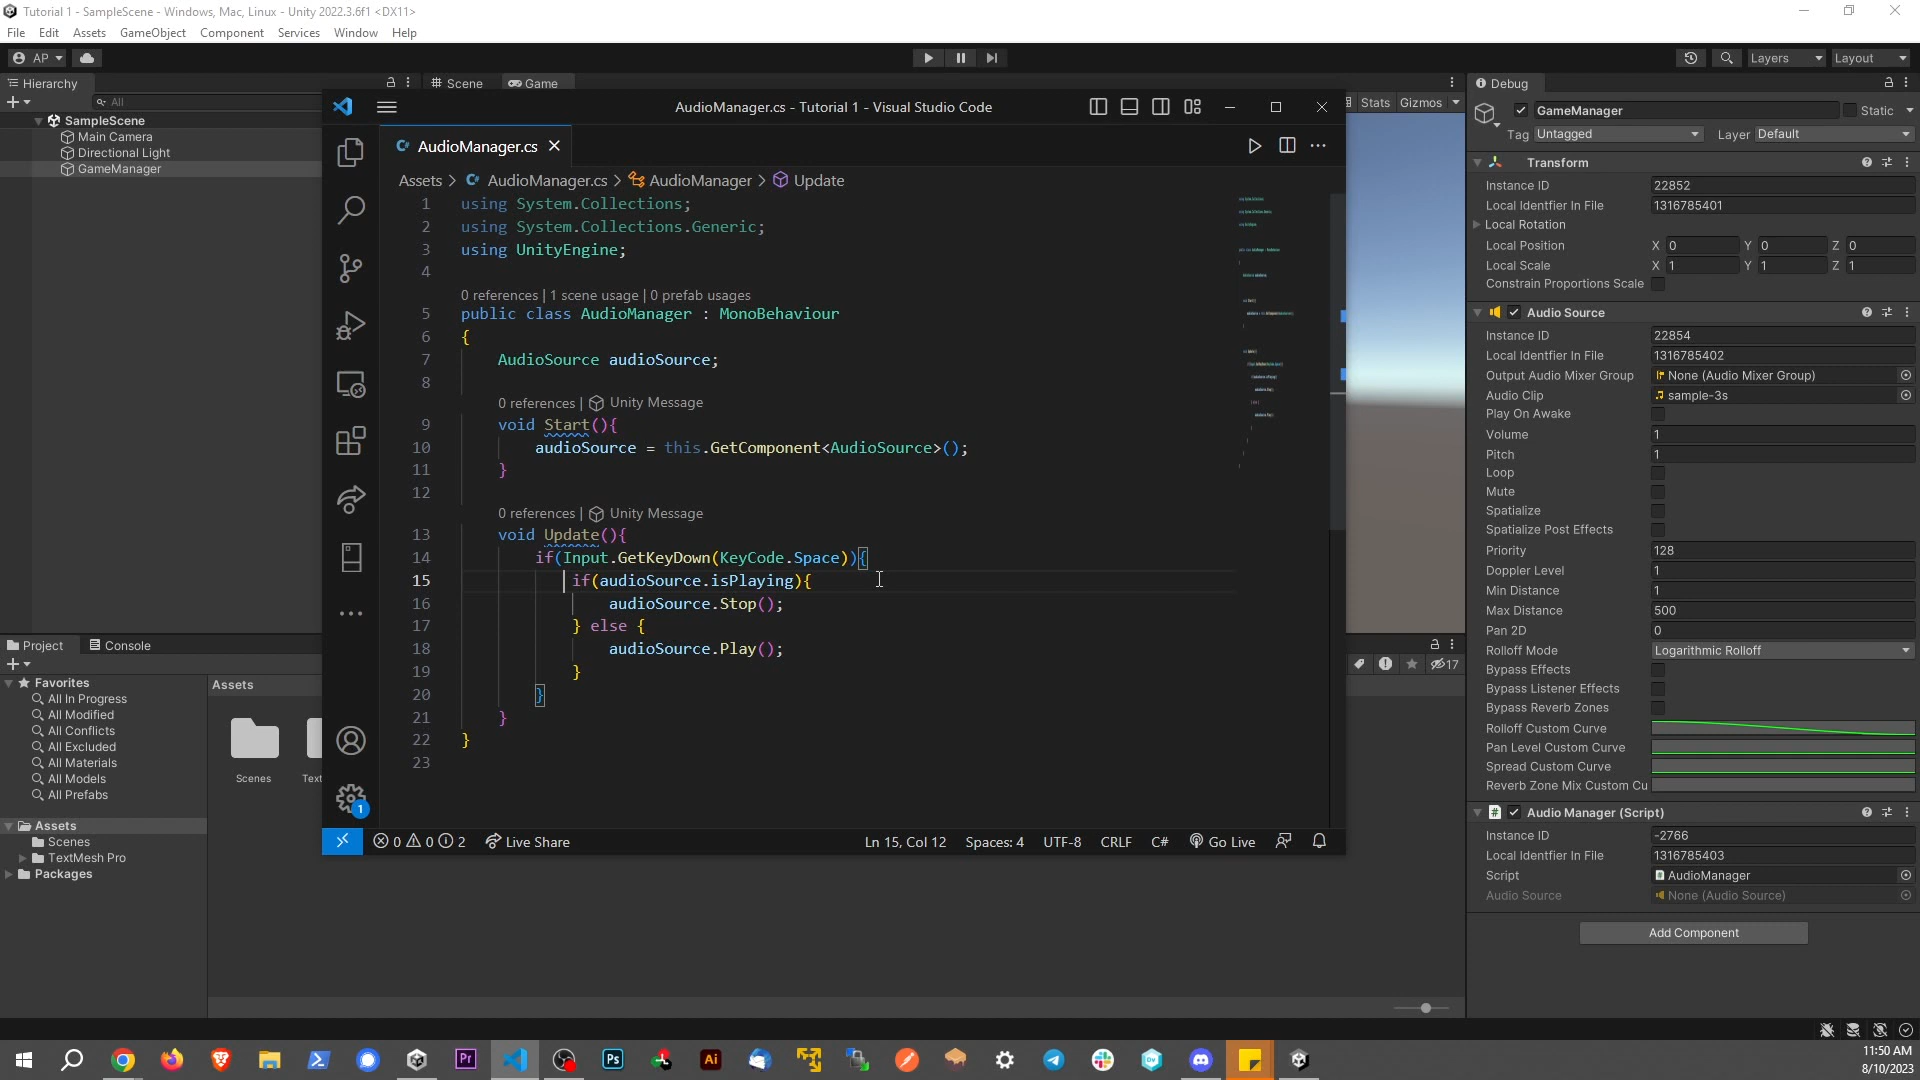 Tutorial 1 - SampleScene - Windows, Mac, Linux - Unity 2022.3.6f1 <DX11>
File Edit Assets GameObject Component Services Window Help
AP
Layers
Layout
Hierarchy
All
SampleScene
Main Camera
Directional Light
GameManager
Scene
Game
Stats
Gizmos
AudioManager.cs - Tutorial 1 - Visual Studio Code
AudioManager.cs
Assets > AudioManager.cs > AudioManager > Update
1 using System.Collections;
2 using System.Collections.Generic;
3 using UnityEngine;
4
0 references | 1 scene usage | 0 prefab usages
5 public class AudioManager : MonoBehaviour
6 {
7 AudioSource audioSource;
8
0 references | Unity Message
9 void Start(){
10 audioSource = this.GetComponent<AudioSource>();
11 }
12
0 references | Unity Message
13 void Update(){
14 if(Input.GetKeyDown(KeyCode.Space)){
15 if(audioSource.isPlaying){
16 audioSource.Stop();
17 } else {
18 audioSource.Play();
19 }
20 }
21 }
22 }
23
1
0 0 2 Live Share
Ln 15, Col 12 Spaces: 4 UTF-8 CRLF C# Go Live
Project
Console
Favorites
All In Progress
All Modified
All Conflicts
All Excluded
All Materials
All Models
All Prefabs
Assets
Scenes
TextMesh Pro
Packages
Assets
Scenes
Text
17
Debug
GameManager
Static
Tag Untagged Layer Default
Transform
Instance ID 22852
Local Identfier In File 1316785401
Local Rotation
Local Position X 0 Y 0 Z 0
Local Scale X 1 Y 1 Z 1
Constrain Proportions Scale
Audio Source
Instance ID 22854
Local Identfier In File 1316785402
Output Audio Mixer Group None (Audio Mixer Group)
Audio Clip sample-3s
Play On Awake
Volume 1
Pitch 1
Loop
Mute
Spatialize
Spatialize Post Effects
Priority 128
Doppler Level 1
Min Distance 1
Max Distance 500
Pan 2D 0
Rolloff Mode Logarithmic Rolloff
Bypass Effects
Bypass Listener Effects
Bypass Reverb Zones
Rolloff Custom Curve
Pan Level Custom Curve
Spread Custom Curve
Reverb Zone Mix Custom Cu
Audio Manager (Script)
Instance ID -2766
Local Identfier In File 1316785403
Script AudioManager
Audio Source None (Audio Source)
Add Component
Pr
Ps
Ai
11:50 AM
8/10/2023